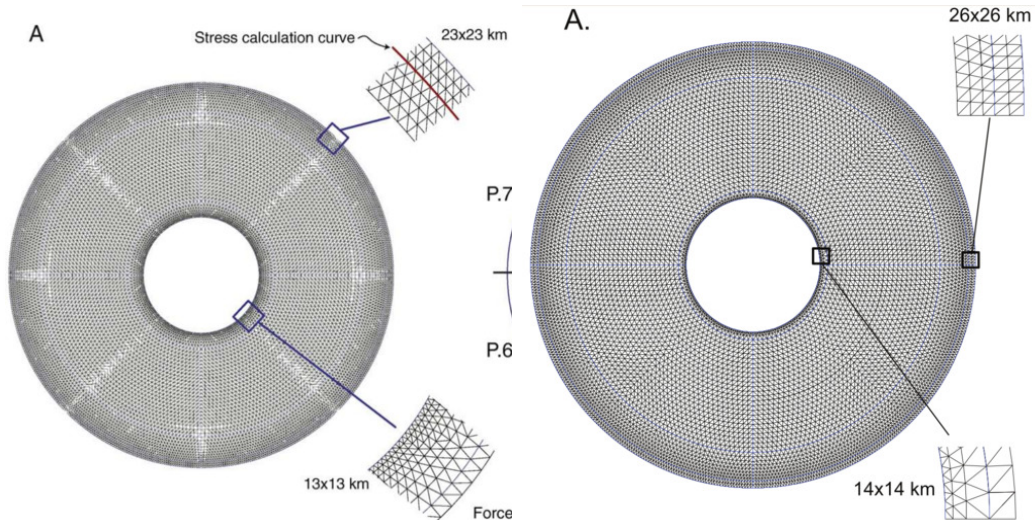 A
Stress calculation curve
23x23 km
13x13 km
Force
P.7
P.6
A.
26x26 km
14x14 km